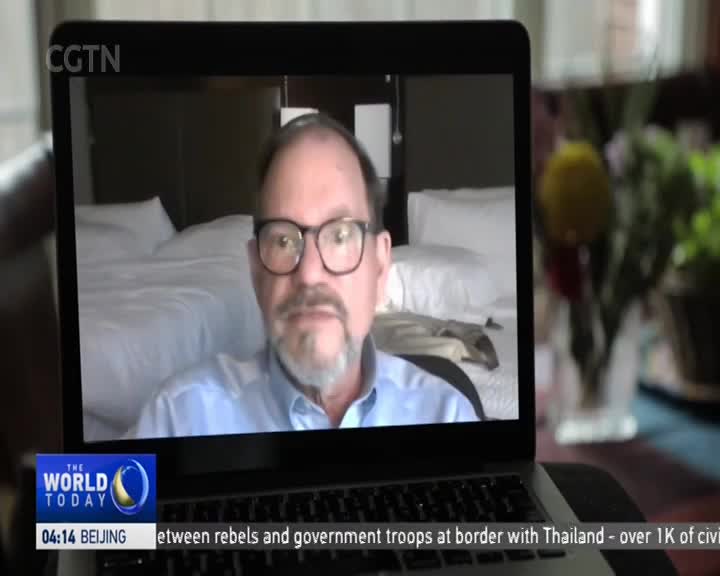 CGTN
THE
WORLD
TODAY
04:14 BEIJING
etween rebels and government troops at border with Thailand - over 1K of civi